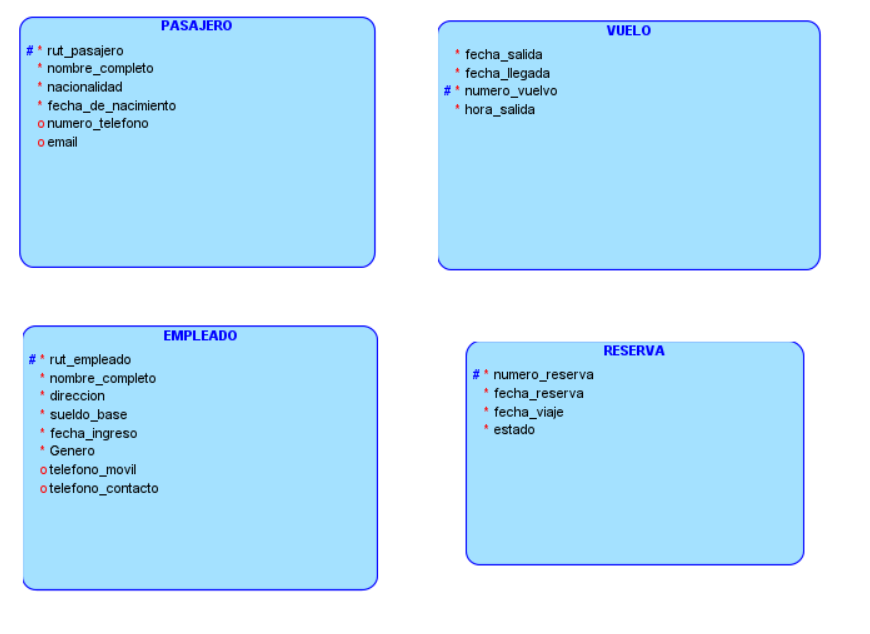 PASAJERO
# * rut_pasajero
* nombre_completo
* nacionalidad
* fecha_de_nacimiento
o numero_telefono
o email
VUELO
* fecha_salida
* fecha_llegada
# * numero_vuelvo
* hora_salida
EMPLEADO
# * rut_empleado
* nombre_completo
* direccion
* sueldo_base
* fecha_ingreso
* Genero
o telefono_movil
o telefono_contacto
RESERVA
# * numero_reserva
* fecha_reserva
* fecha_viaje
* estado